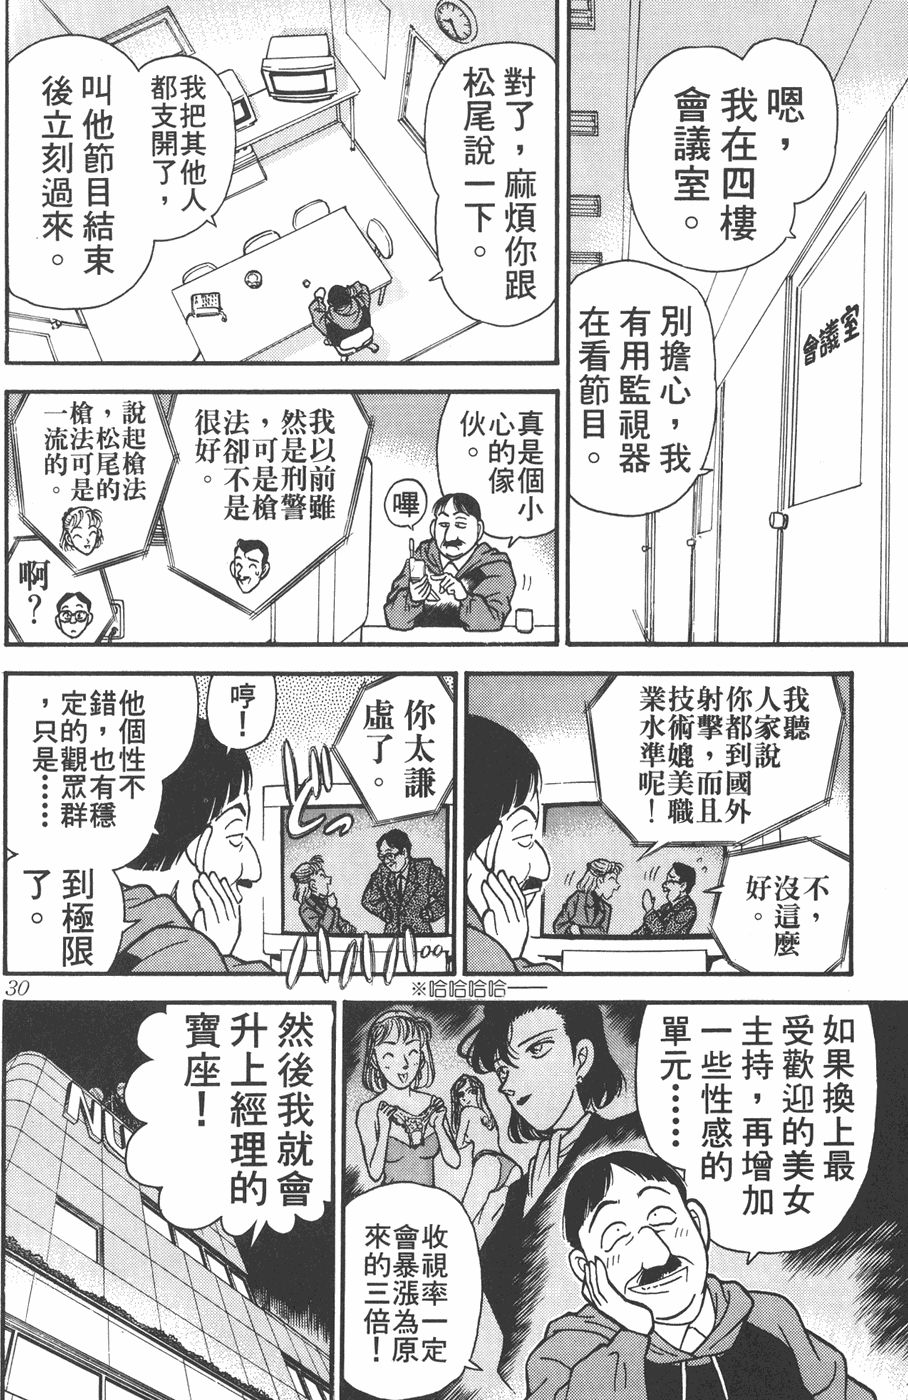 嗯，
我在四樓
會議室。
別擔心，我
有用監視器
在看節目。
會議室
對了，麻煩你跟
松尾說一下。
我把其他人
都支開了，
叫他節目結束
後立刻過來。
真是個小
心的傢
伙。
嗶
我以前雖
然是刑警
，可是槍
法卻不是
很好。
說起槍法
，松尾的
槍法可是
一流的。
啊？
我聽
人家說
你都到國外
射擊，而且
技術媲美職
業水準呢！
不，
沒這麼
好。
你太謙
虛了。
哼！
他個性不
錯，也有穩
定的觀眾群
，只是……
到極限
了。
※哈哈哈哈——
30
如果換上最
受歡迎的美女
主持，再增加
一些性感的
單元……
收視率一定
會暴漲為原
來的三倍！
然後我就會
升上經理的
寶座！